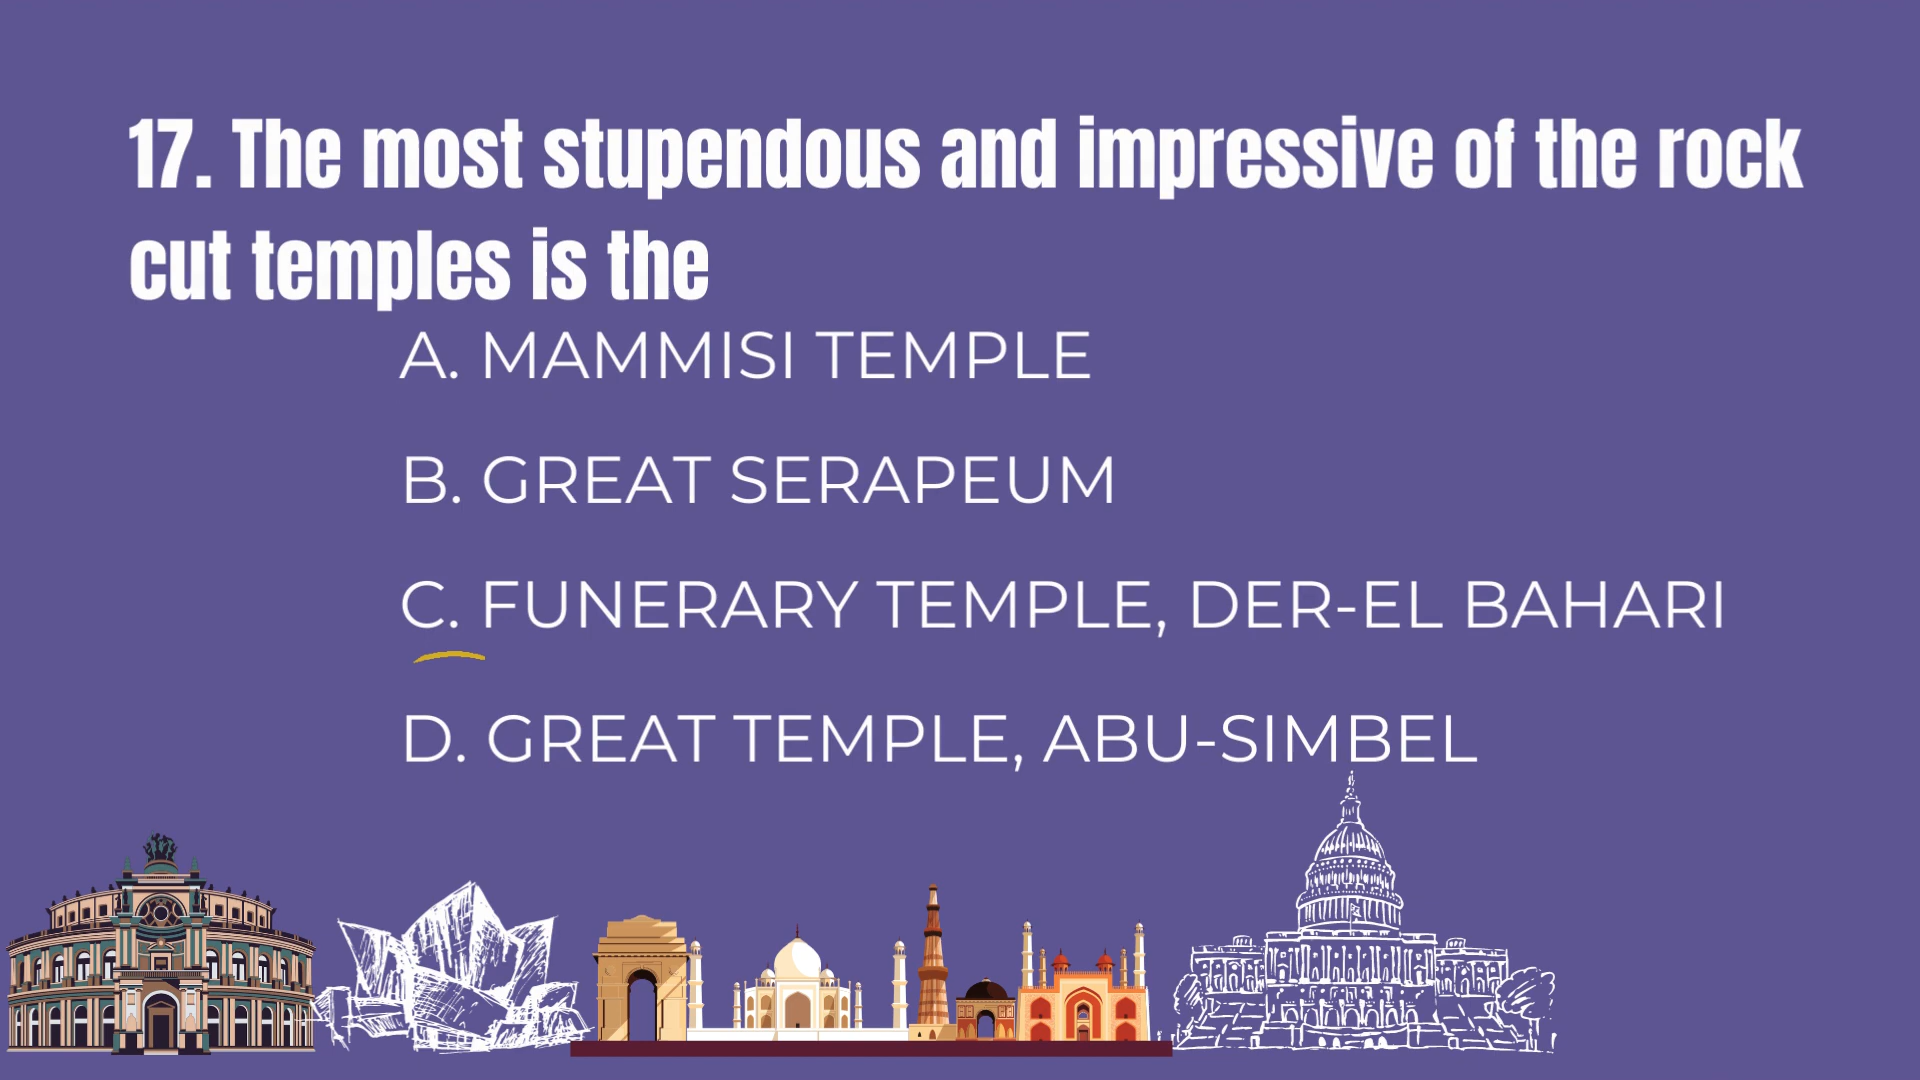 17. The most stupendous and impressive of the rock
cut temples is the
A. MAMMISI TEMPLE
B. GREAT SERAPEUM
C. FUNERARY TEMPLE, DER-EL BAHARI
D. GREAT TEMPLE, ABU-SIMBEL